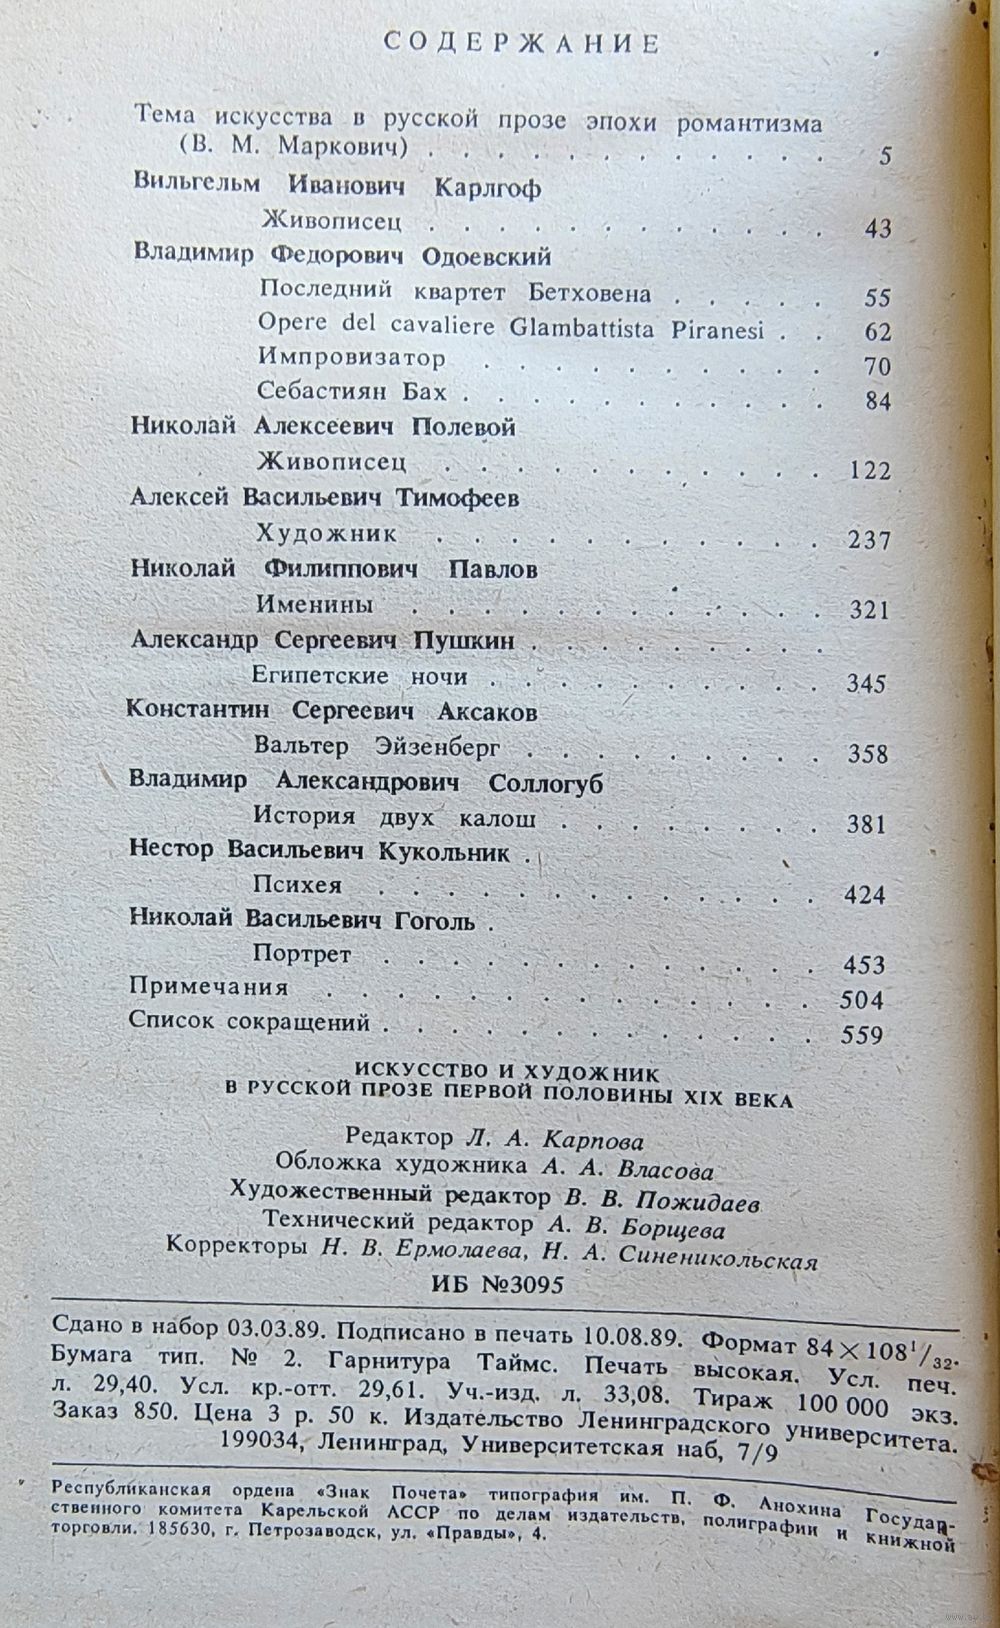 СОДЕРЖАНИЕ
Тема искусства в русской прозе эпохи романтизма
(В. М. Маркович) . . . . . . . . . . . . 5
Вильгельм Иванович Карлгоф
Живописец . . . . . . . . . . . . 43
Владимир Федорович Одоевский
Последний квартет Бетховена . . . . . 55
Opere del cavaliere Glambattista Piranesi . . 62
Импровизатор . . . . . . . . . . 70
Себастиян Бах . . . . . . . . . . . 84
Николай Алексеевич Полевой
Живописец . . . . . . . . . . . 122
Алексей Васильевич Тимофеев
Художник . . . . . . . . . . . 237
Николай Филиппович Павлов
Именины . . . . . . . . . . . . 321
Александр Сергеевич Пушкин . . . . . . . . .
Египетские ночи . . . . . . . . . . 345
Константин Сергеевич Аксаков
Вальтер Эйзенберг . . . . . . . . . 358
Владимир Александрович Соллогуб
История двух калош . . . . . . . . 381
Нестор Васильевич Кукольник .
Психея . . . . . . . . . . . . . 424
Николай Васильевич Гоголь .
Портрет . . . . . . . . . . . . . 453
Примечания . . . . . . . . . . . . . . 504
Список сокращений . . . . . . . . . . . . . 559
ИСКУССТВО И ХУДОЖНИК
В РУССКОЙ ПРОЗЕ ПЕРВОЙ ПОЛОВИНЫ XIX ВЕКА
Редактор Л. А. Карпова
Обложка художника А. А. Власова
Художественный редактор В. В. Пожидаев
Технический редактор А. В. Борщева
Корректоры Н. В. Ермолаева, Н. А. Синеникольская
ИБ №3095
Сдано в набор 03.03.89. Подписано в печать 10.08.89. Формат 84×108¹/₃₂.
Бумага тип. № 2. Гарнитура Таймс. Печать высокая. Усл. печ.
л. 29,40. Усл. кр.-отт. 29,61. Уч.-изд. л. 33,08. Тираж 100 000 экз.
Заказ 850. Цена 3 р. 50 к. Издательство Ленинградского университета.
199034, Ленинград, Университетская наб, 7/9
Республиканская ордена «Знак Почета» типография им. П. Ф. Анохина Государ-
ственного комитета Карельской АССР по делам издательств, полиграфии и книжной
торговли. 185630, г. Петрозаводск, ул. «Правды», 4.